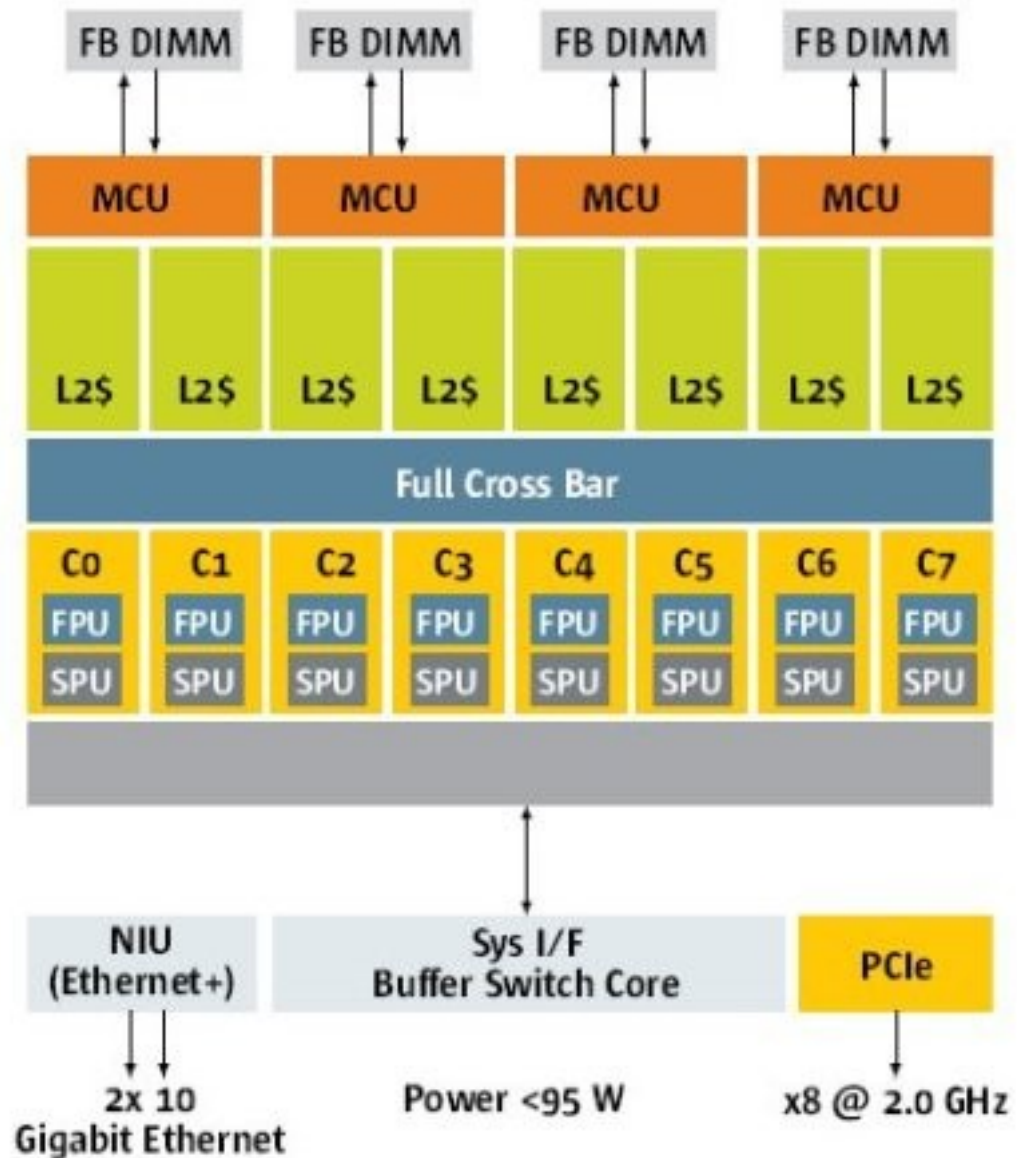 FB DIMM FB DIMM FB DIMM FB DIMM
MCU MCU MCU MCU
L2$ L2$ L2$ L2$ L2$ L2$ L2$ L2$
Full Cross Bar
C0 C1 C2 C3 C4 C5 C6 C7
FPU FPU FPU FPU FPU FPU FPU FPU
SPU SPU SPU SPU SPU SPU SPU SPU
NIU
(Ethernet+)
Sys I/F
Buffer Switch Core
PCIe
2x 10
Gigabit Ethernet
Power <95 W
x8 @ 2.0 GHz